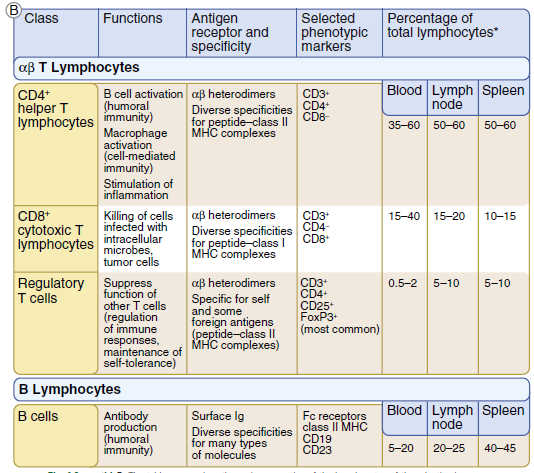 B
Class
Functions
Antigen
receptor and
specificity
Selected
phenotypic
markers
Percentage of
total lymphocytes*
αβ T Lymphocytes
CD4+
helper T
lymphocytes
B cell activation
(humoral
immunity)
Macrophage
activation
(cell-mediated
immunity)
Stimulation of
inflammation
αβ heterodimers
Diverse specificities
for peptide–class II
MHC complexes
CD3+
CD4+
CD8-
Blood
Lymph
node
Spleen
35–60
50–60
50–60
CD8+
cytotoxic T
lymphocytes
Killing of cells
infected with
intracellular
microbes,
tumor cells
αβ heterodimers
Diverse specificities
for peptide–class I
MHC complexes
CD3+
CD4-
CD8+
15–40
15–20
10–15
Regulatory
T cells
Suppress
function of
other T cells
(regulation
of immune
responses,
maintenance of
self-tolerance)
αβ heterodimers
Specific for self
and some
foreign antigens
(peptide–class II
MHC complexes)
CD3+
CD4+
CD25+
FoxP3+
(most common)
0.5–2
5–10
5–10
B Lymphocytes
B cells
Antibody
production
(humoral
immunity)
Surface Ig
Diverse specificities
for many types
of molecules
Fc receptors
class II MHC
CD19
CD23
Blood
Lymph
node
Spleen
5–20
20–25
40–45